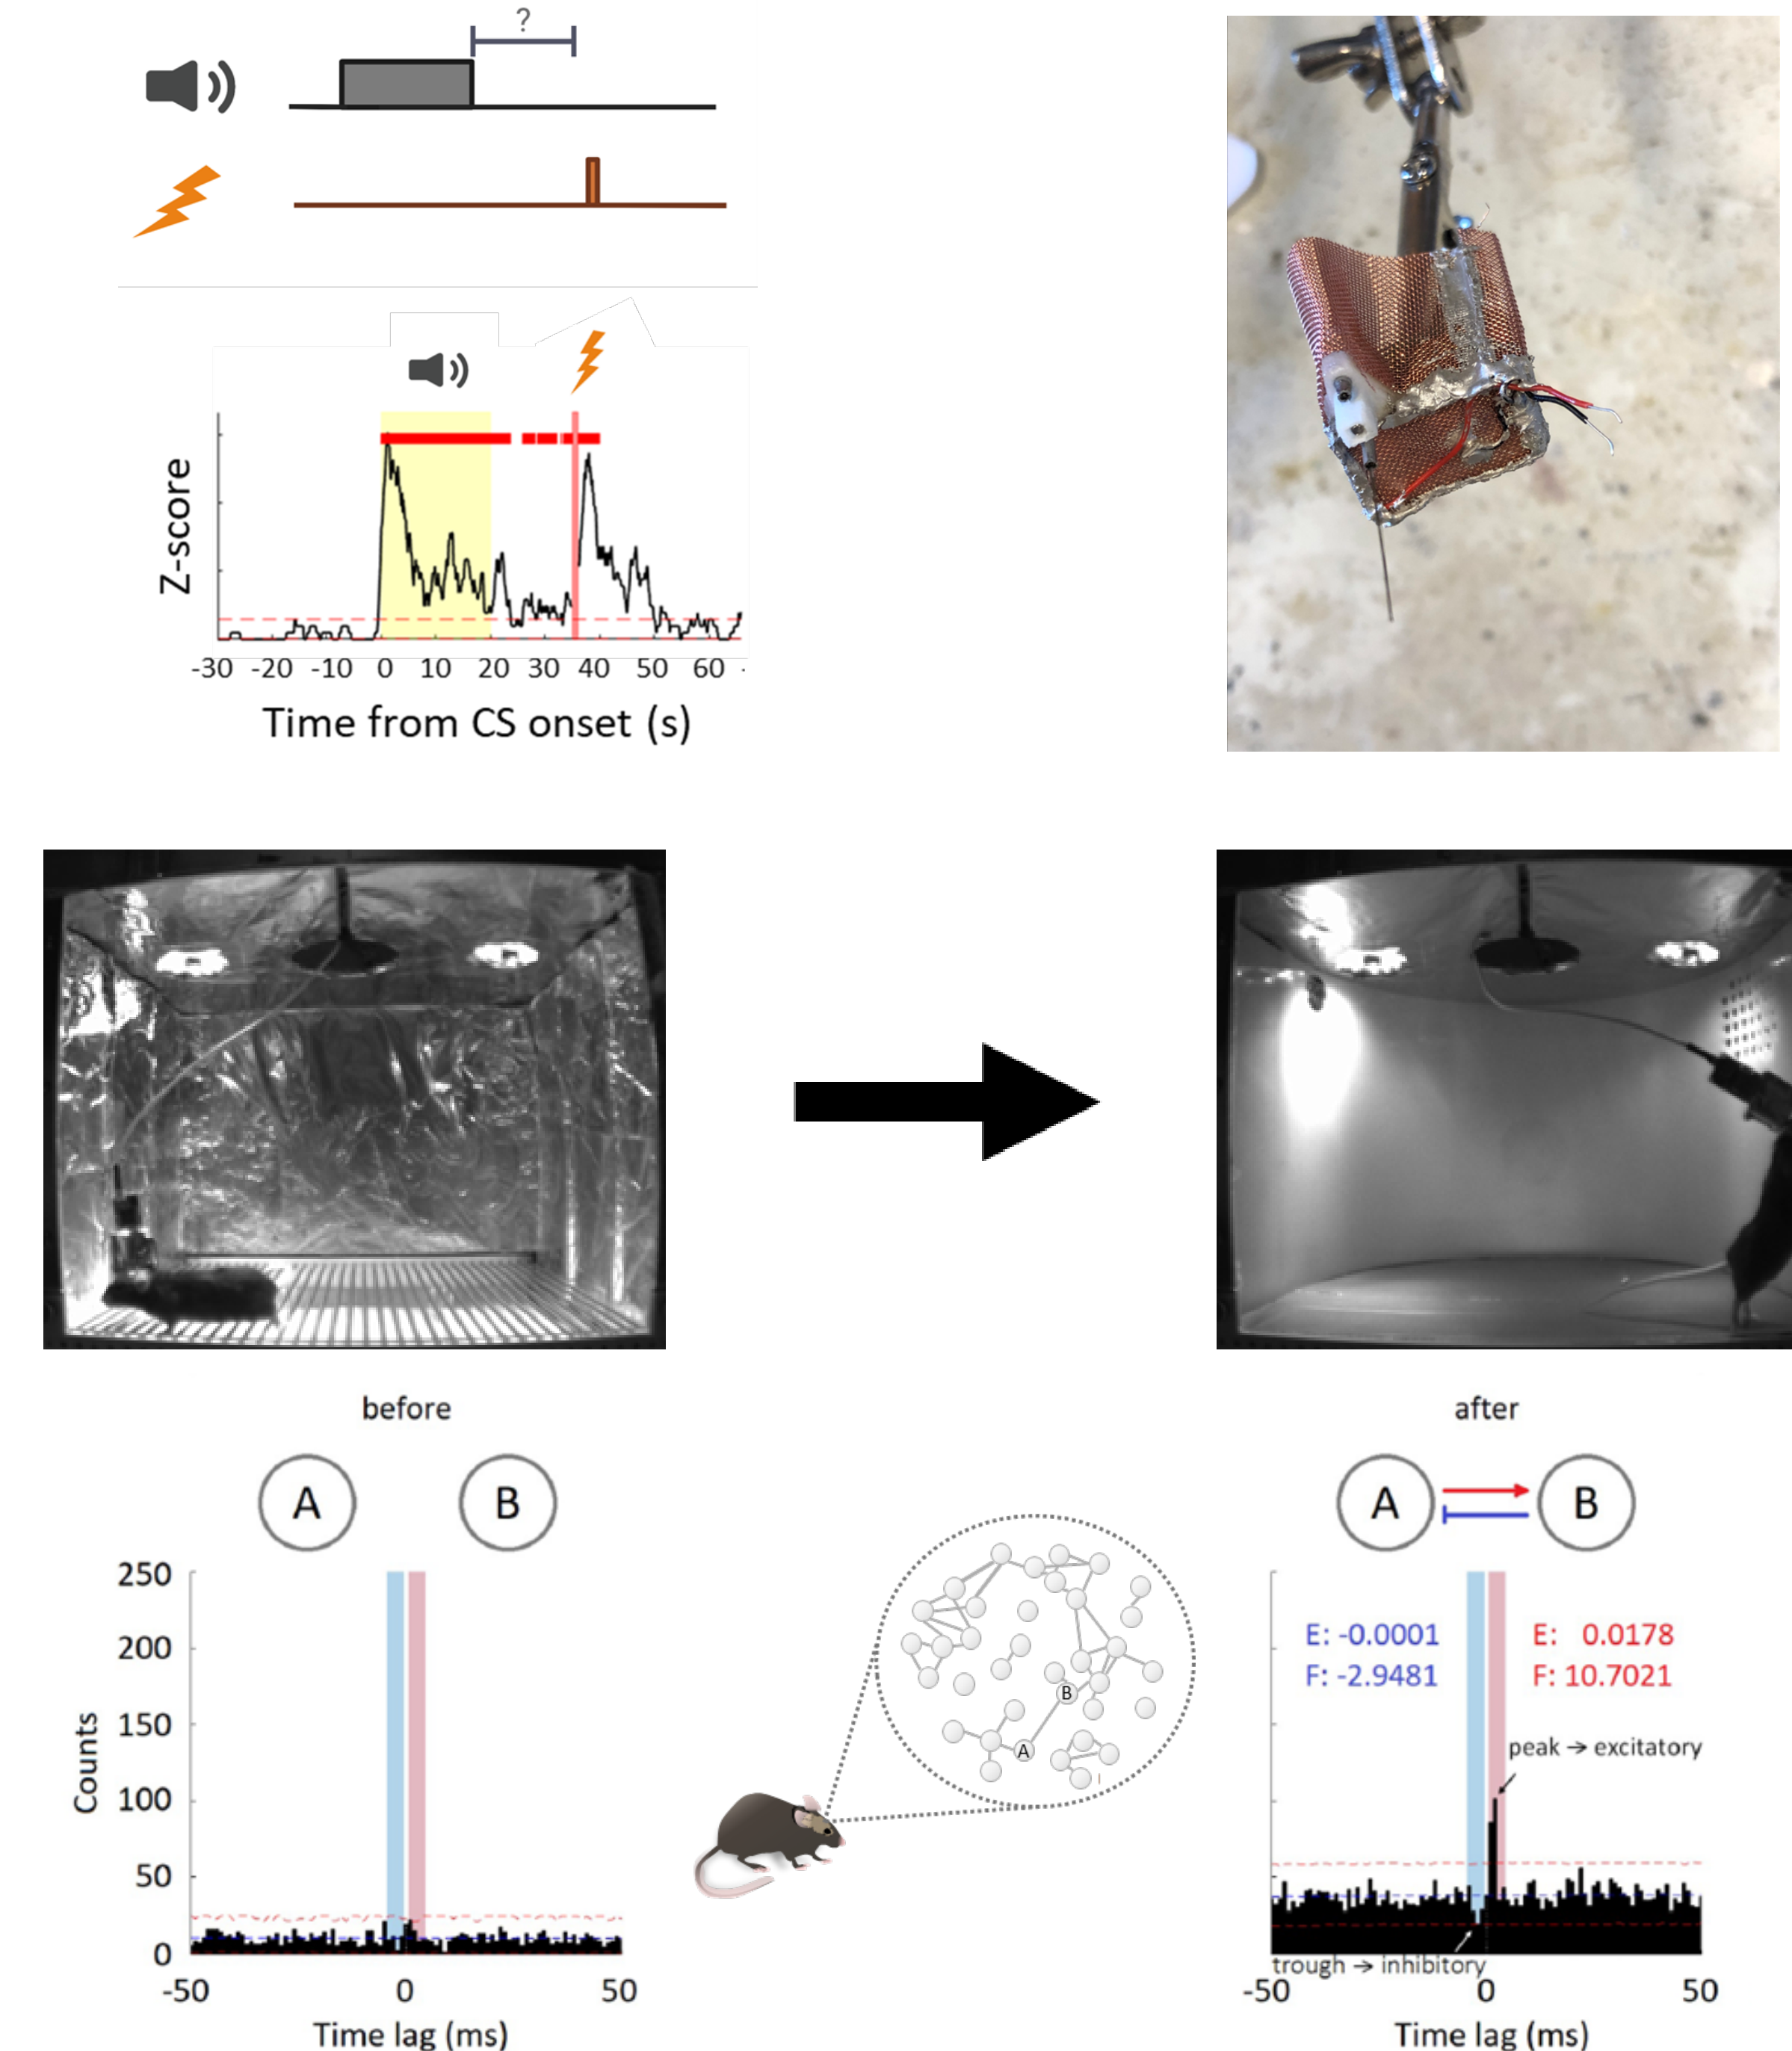 ?
Z-score
-30 -20 -10 0 10 20 30 40 50 60
Time from CS onset (s)
before
after
A B
A B
250
200
150
100
50
0
Counts
-50 0 50
Time lag (ms)
B
A
E: -0.0001
F: -2.9481
E: 0.0178
F: 10.7021
peak → excitatory
trough → inhibitory
-50 0 50
Time lag (ms)